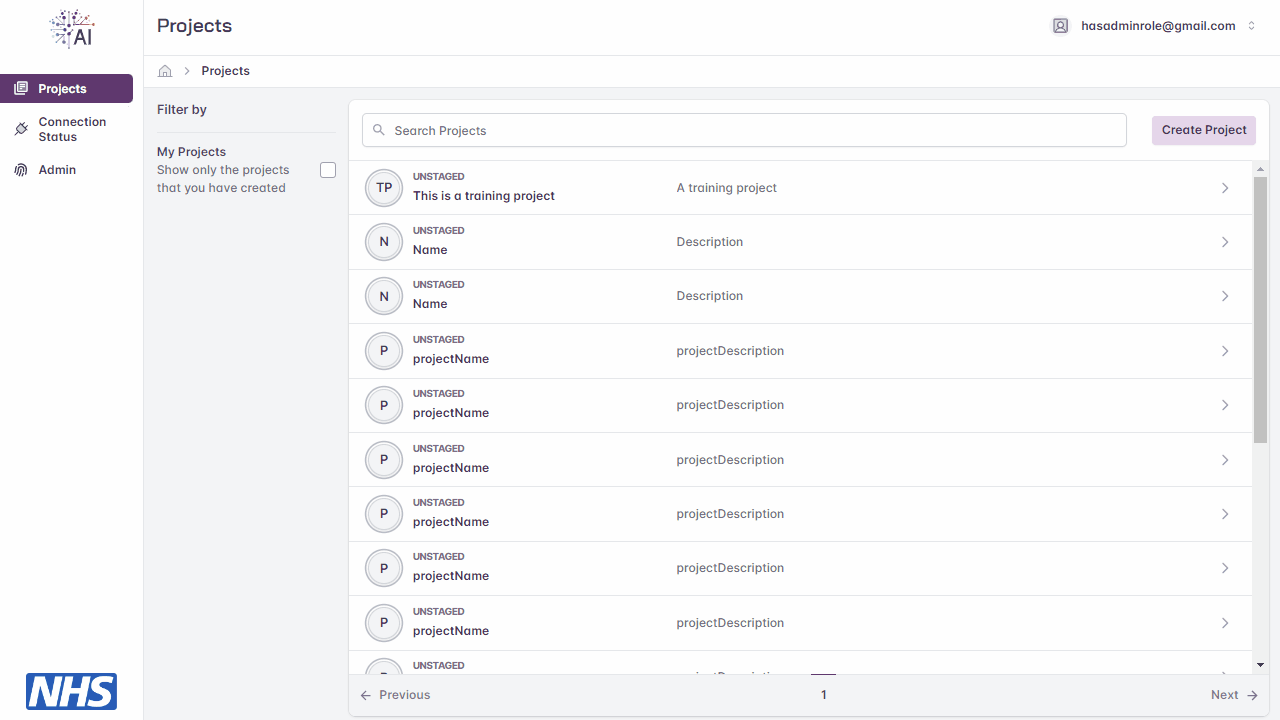 AI
Projects
hasadminrole@gmail.com
Projects
Connection
Status
Admin
Projects
Filter by
My Projects
Show only the projects
that you have created
Search Projects
Create Project
TP
UNSTAGED
This is a training project
A training project
N
UNSTAGED
Name
Description
N
UNSTAGED
Name
Description
P
UNSTAGED
projectName
projectDescription
P
UNSTAGED
projectName
projectDescription
P
UNSTAGED
projectName
projectDescription
P
UNSTAGED
projectName
projectDescription
P
UNSTAGED
projectName
projectDescription
P
UNSTAGED
projectName
projectDescription
UNSTAGED
Previous
1
Next
NHS